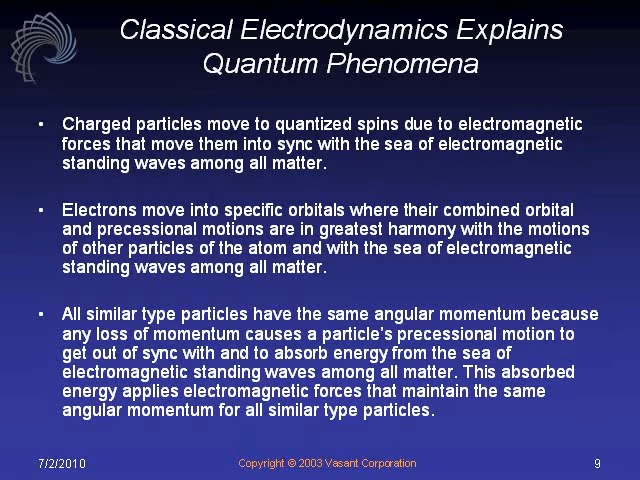 Classical Electrodynamics Explains
Quantum Phenomena
• Charged particles move to quantized spins due to electromagnetic
forces that move them into sync with the sea of electromagnetic
standing waves among all matter.
• Electrons move into specific orbitals where their combined orbital
and precessional motions are in greatest harmony with the motions
of other particles of the atom and with the sea of electromagnetic
standing waves among all matter.
• All similar type particles have the same angular momentum because
any loss of momentum causes a particle's precessional motion to
get out of sync with and to absorb energy from the sea of
electromagnetic standing waves among all matter. This absorbed
energy applies electromagnetic forces that maintain the same
angular momentum for all similar type particles.
7/2/2010
Copyright © 2003 Vasant Corporation
9